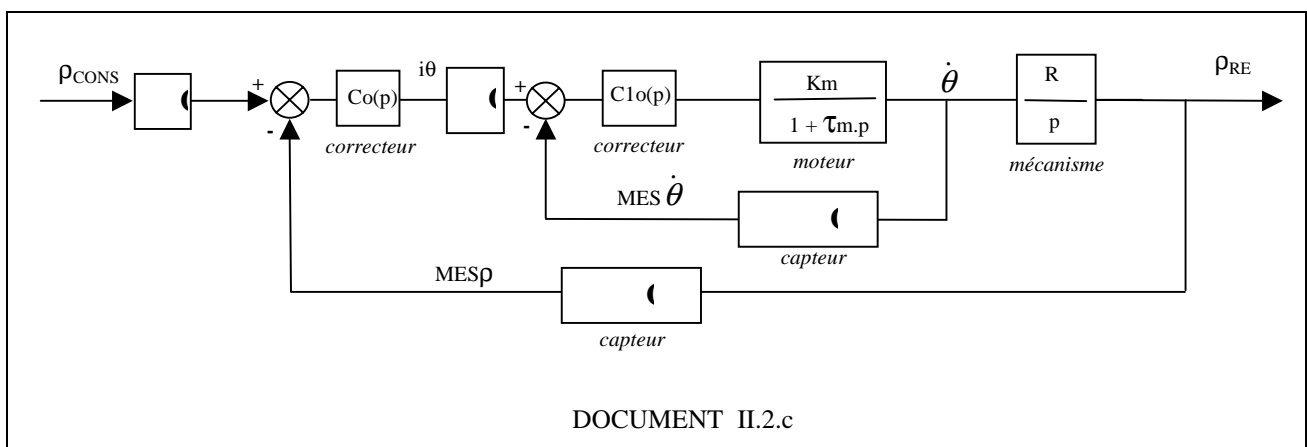 ρCONS
+
-
Co(p)
correcteur
iθ
+
-
C1o(p)
correcteur
Km
1 + τm.p
moteur
θ̇
R
p
mécanisme
ρRE
MES θ̇
capteur
MESρ
capteur
DOCUMENT II.2.c